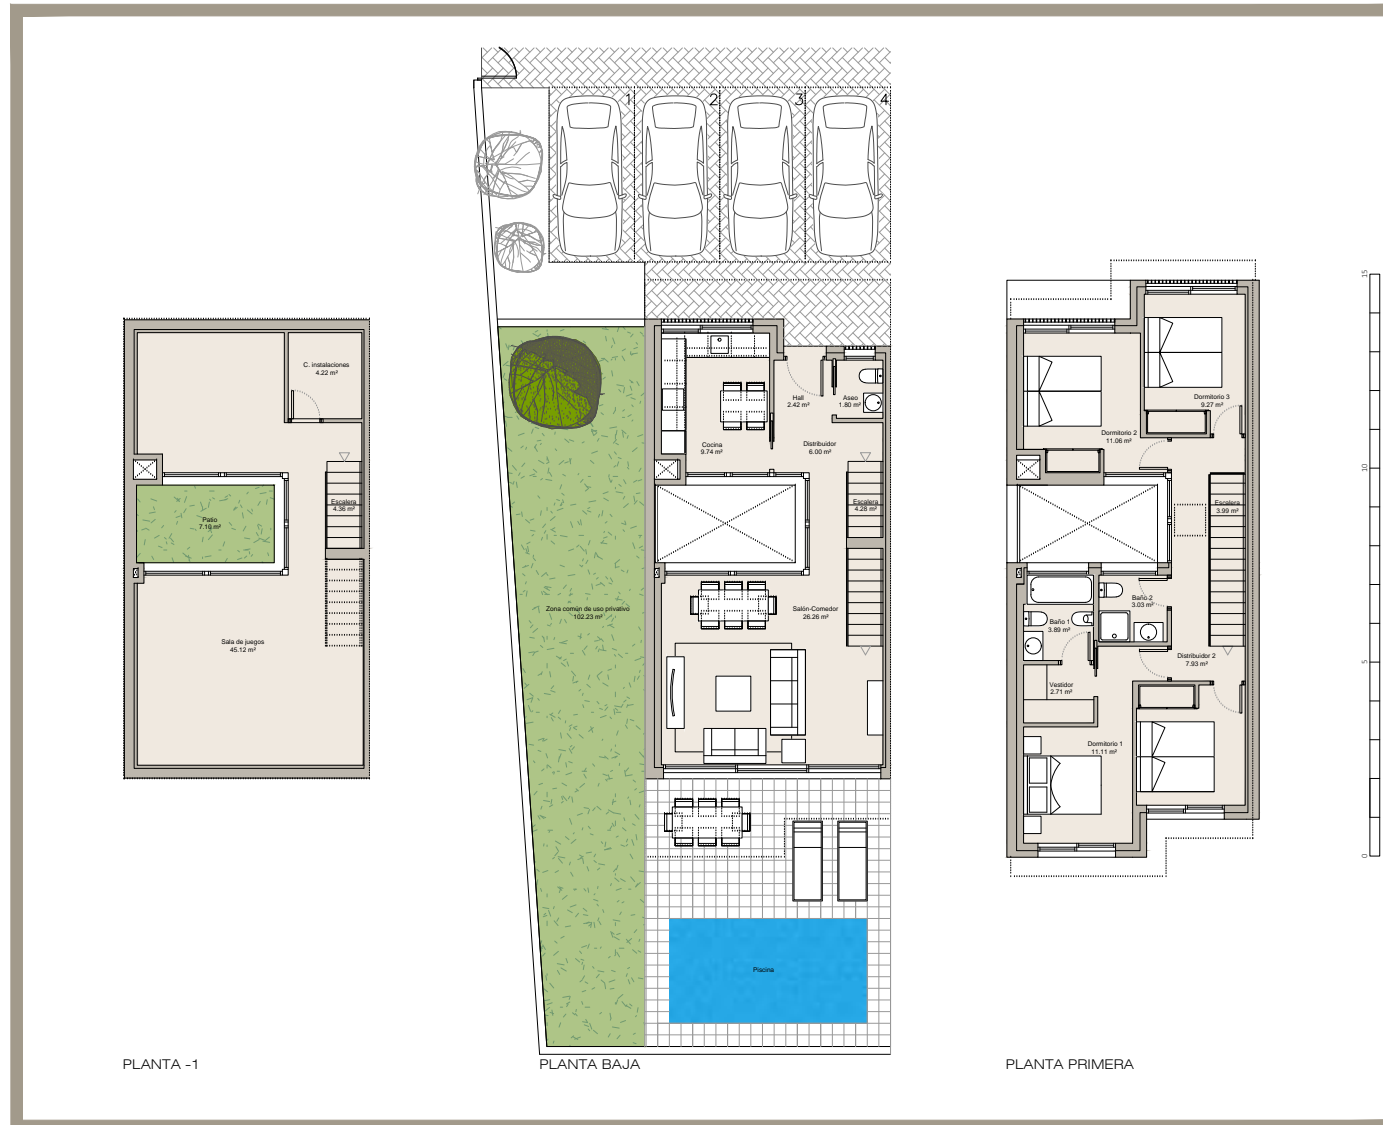 1
2
3
4
C. instalaciones
4.22 m²
Patio
7.16 m²
Escalera
4.36 m²
Sala de juegos
45.12 m²
PLANTA -1
Hall
2.42 m²
Aseo
1.80 m²
Cocina
9.74 m²
Distribuidor
6.00 m²
Escalera
4.28 m²
Zona común de uso privativo
102.23 m²
Salón-Comedor
26.26 m²
Piscina
PLANTA BAJA
Dormitorio 3
9.27 m²
Dormitorio 2
11.06 m²
Escalera
3.99 m²
Baño 2
3.03 m²
Baño 1
3.89 m²
Distribuidor 2
7.93 m²
Vestidor
2.71 m²
Dormitorio 1
11.11 m²
PLANTA PRIMERA
15
10
5
0